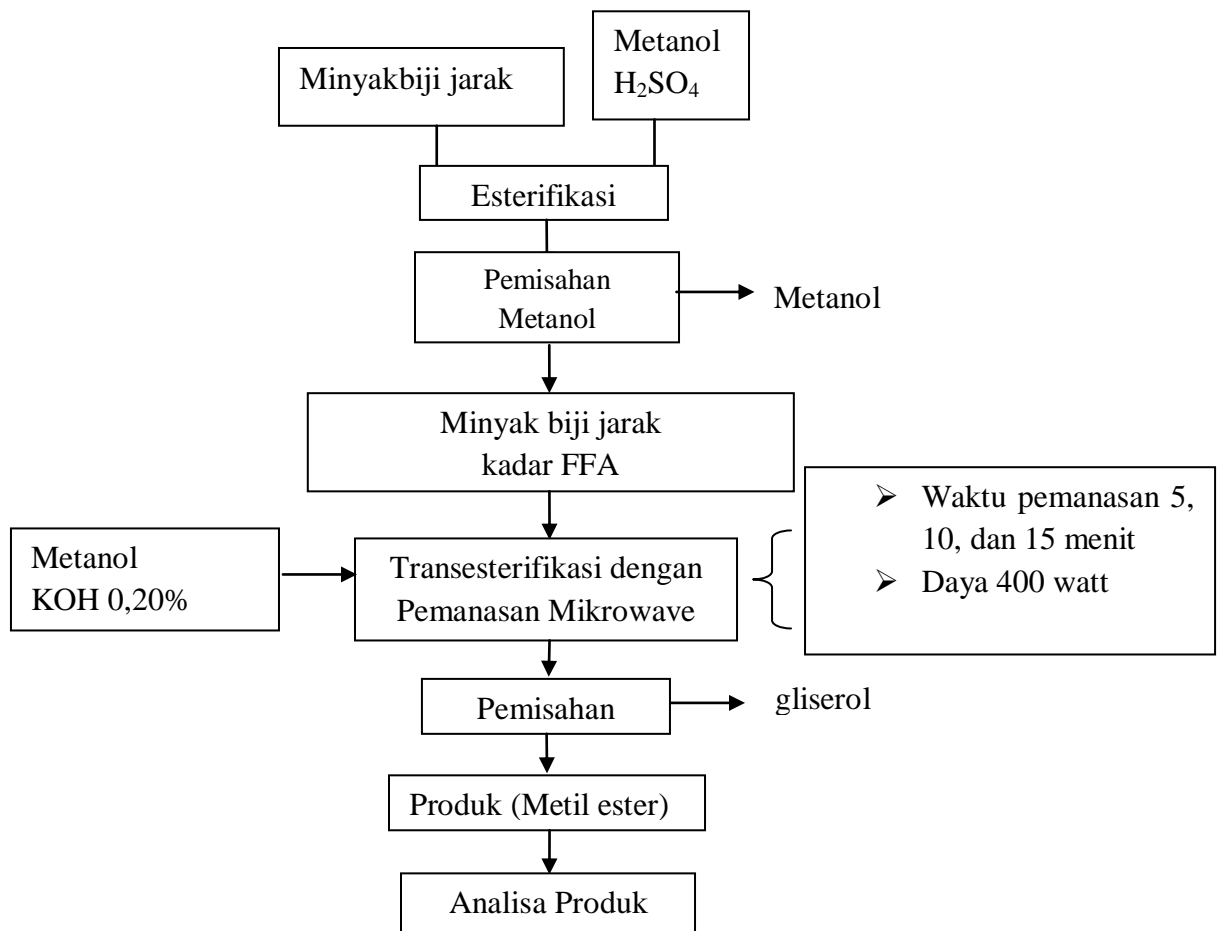 Minyakbiji jarak
Metanol
H₂SO₄
Esterifikasi
Pemisahan
Metanol
Metanol
Minyak biji jarak
kadar FFA
Metanol
KOH 0,20%
Transesterifikasi dengan
Pemanasan Mikrowave
➢ Waktu pemanasan 5,
10, dan 15 menit
➢ Daya 400 watt
Pemisahan
gliserol
Produk (Metil ester)
Analisa Produk